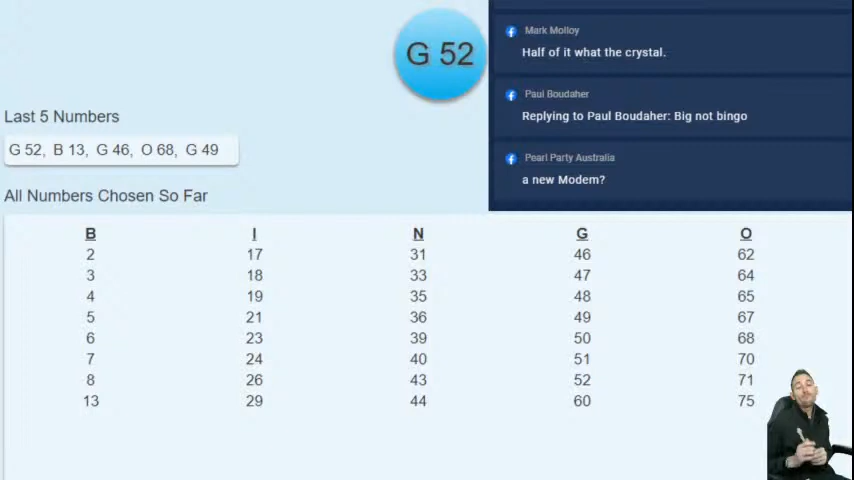 G 52
Mark Molloy
Half of it what the crystal.
Paul Boudaher
Replying to Paul Boudaher: Big not bingo
Pearl Party Australia
a new Modem?
Last 5 Numbers
G 52, B 13, G 46, O 68, G 49
All Numbers Chosen So Far
B I N G O
2 17 31 46 62
3 18 33 47 64
4 19 35 48 65
5 21 36 49 67
6 23 39 50 68
7 24 40 51 70
8 26 43 52 71
13 29 44 60 75